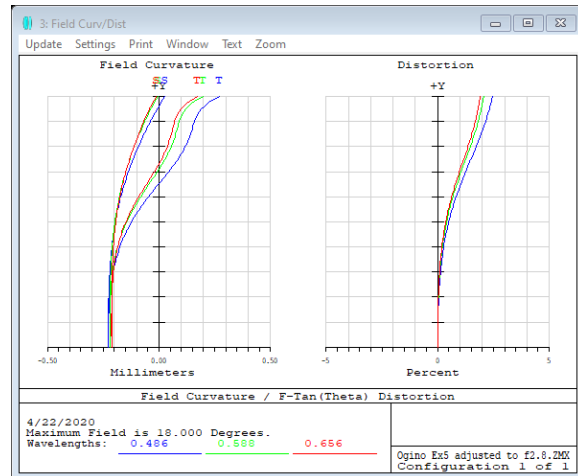 3: Field Curv/Dist
Update Settings Print Window Text Zoom
Field Curvature
SS TT T
+Y
Distortion
+Y
-0.50 0.00 0.50
Millimeters
-5 0 5
Percent
Field Curvature / F-Tan(Theta) Distortion
4/22/2020
Maximum Field is 18.000 Degrees.
Wavelengths: 0.486 0.588 0.656
Ogino Ex5 adjusted to f2.8.ZMX
Configuration 1 of 1